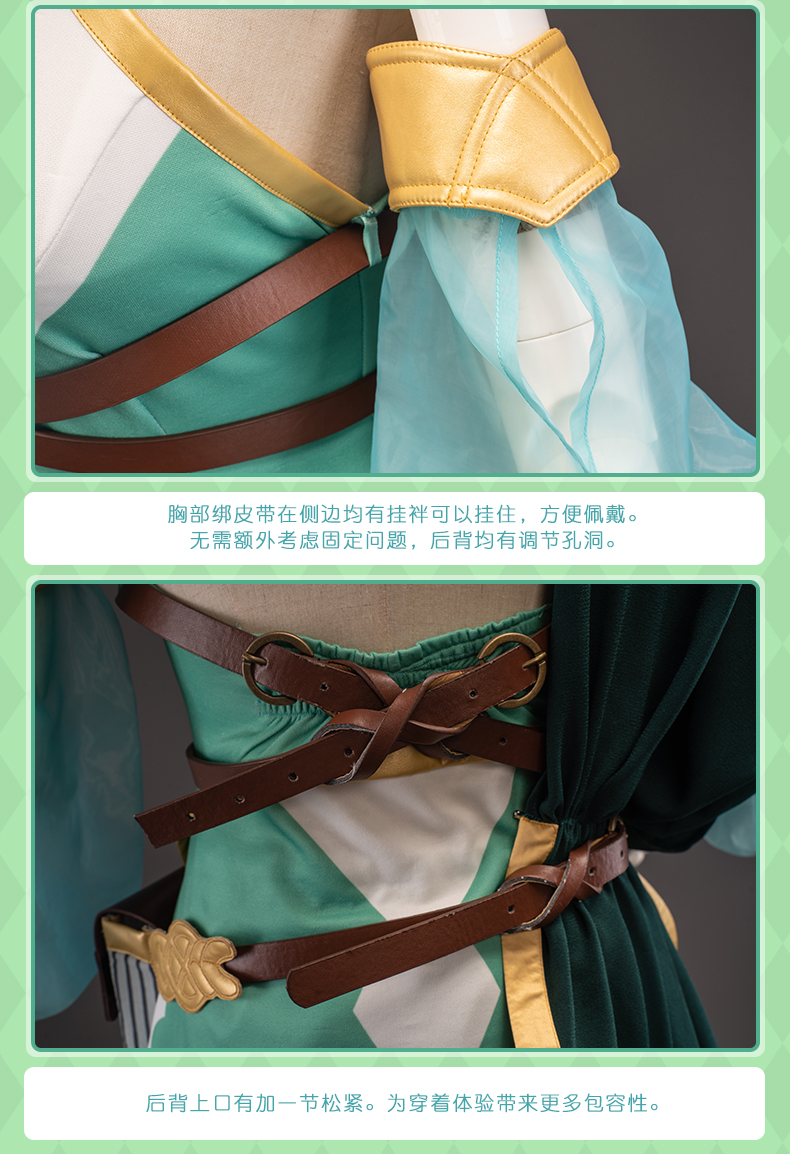 胸部绑皮带在侧边均有挂袢可以挂住，方便佩戴。
无需额外考虑固定问题，后背均有调节孔洞。
后背上口有加一节松紧。为穿着体验带来更多包容性。